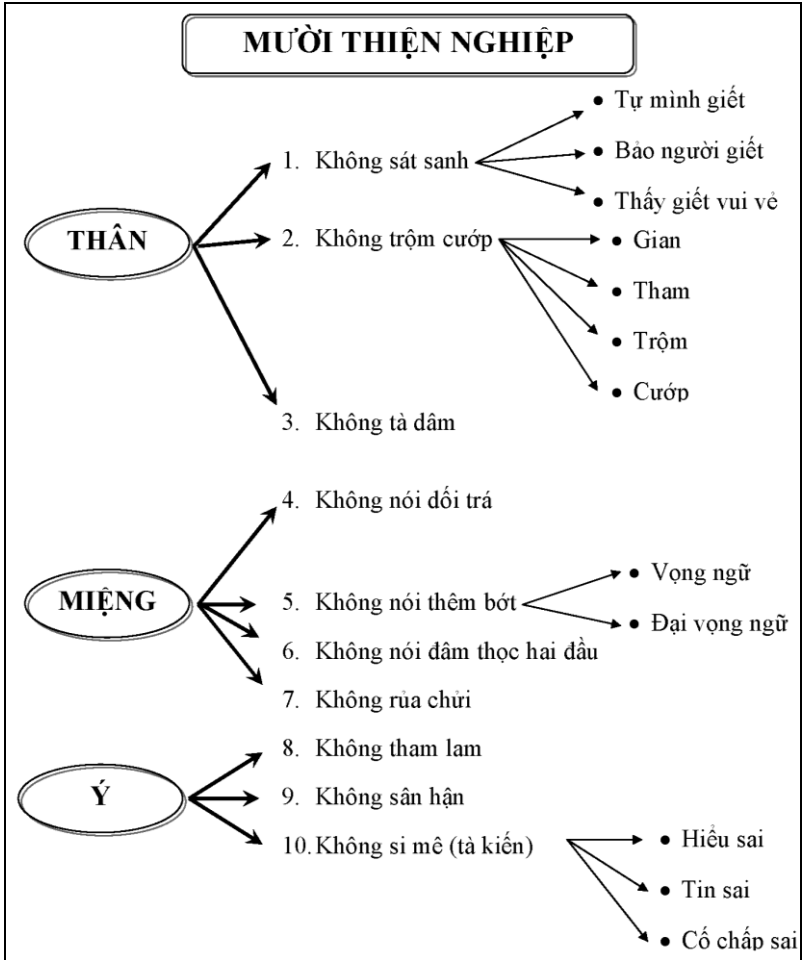 MƯỜI THIỆN NGHIỆP
THÂN
1. Không sát sanh
• Tự mình giết
• Bảo người giết
• Thấy giết vui vẻ
2. Không trộm cướp
• Gian
• Tham
• Trộm
• Cướp
3. Không tà dâm
MIỆNG
4. Không nói dối trá
5. Không nói thêm bớt
• Vọng ngữ
• Đại vọng ngữ
6. Không nói đâm thọc hai đầu
7. Không rủa chửi
Ý
8. Không tham lam
9. Không sân hận
10. Không si mê (tà kiến)
• Hiểu sai
• Tin sai
• Cố chấp sai